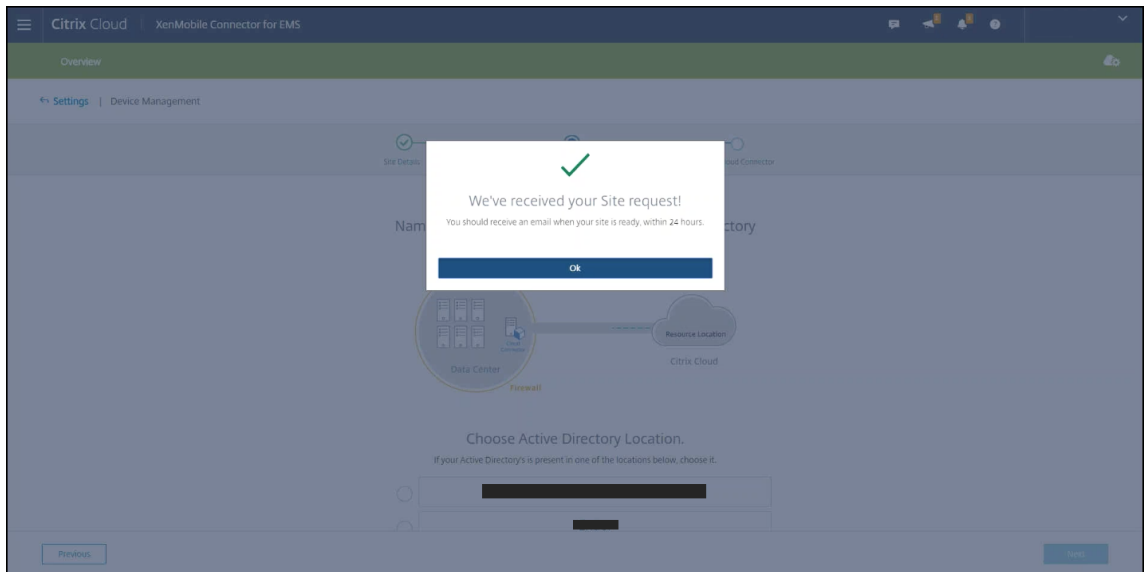 Citrix Cloud XenMobile Connector for EMS
Overview
Settings | Device Management
Site Details
Cloud Connector
We've received your Site request!
Nam
ctory
You should receive an email when your site is ready, within 24 hours.
Ok
Resource Location
Data Center
Citrix Cloud
Firewall
Choose Active Directory Location.
If your Active Directory's is present in one of the locations below, choose it.
Previous
Next